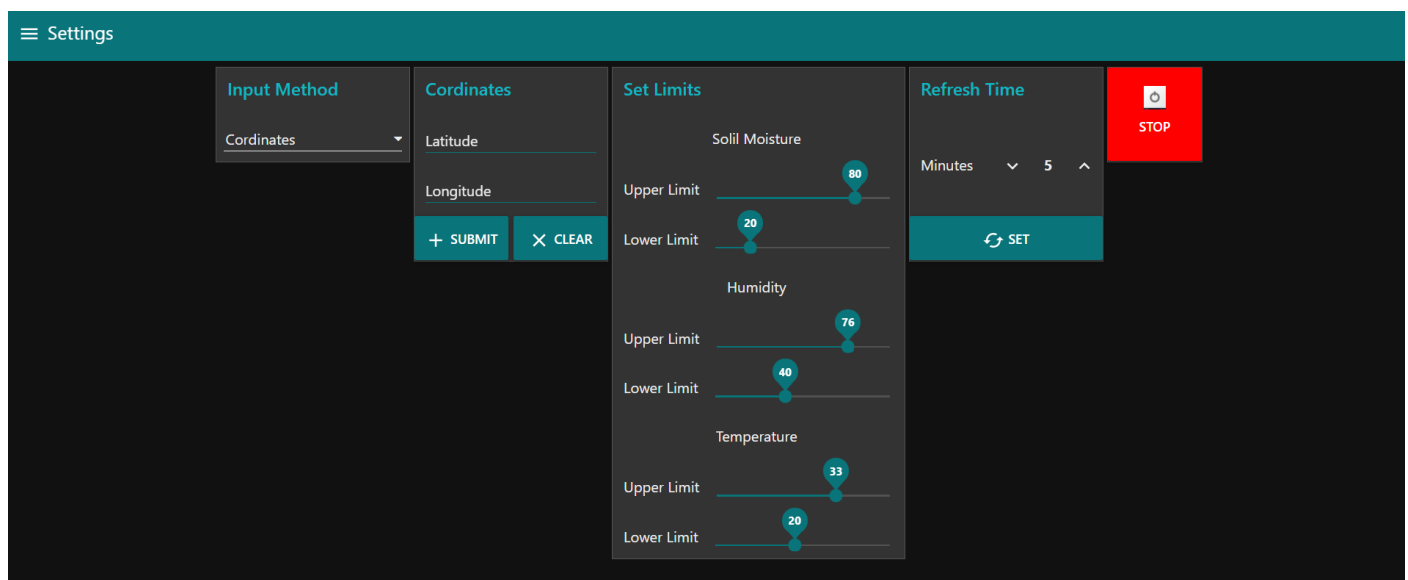 Settings
Input Method
Cordinates
Cordinates
Latitude
Longitude
SUBMIT
CLEAR
Set Limits
Solil Moisture
80
Upper Limit
20
Lower Limit
Humidity
76
Upper Limit
40
Lower Limit
Temperature
33
Upper Limit
20
Lower Limit
Refresh Time
Minutes 5
SET
STOP